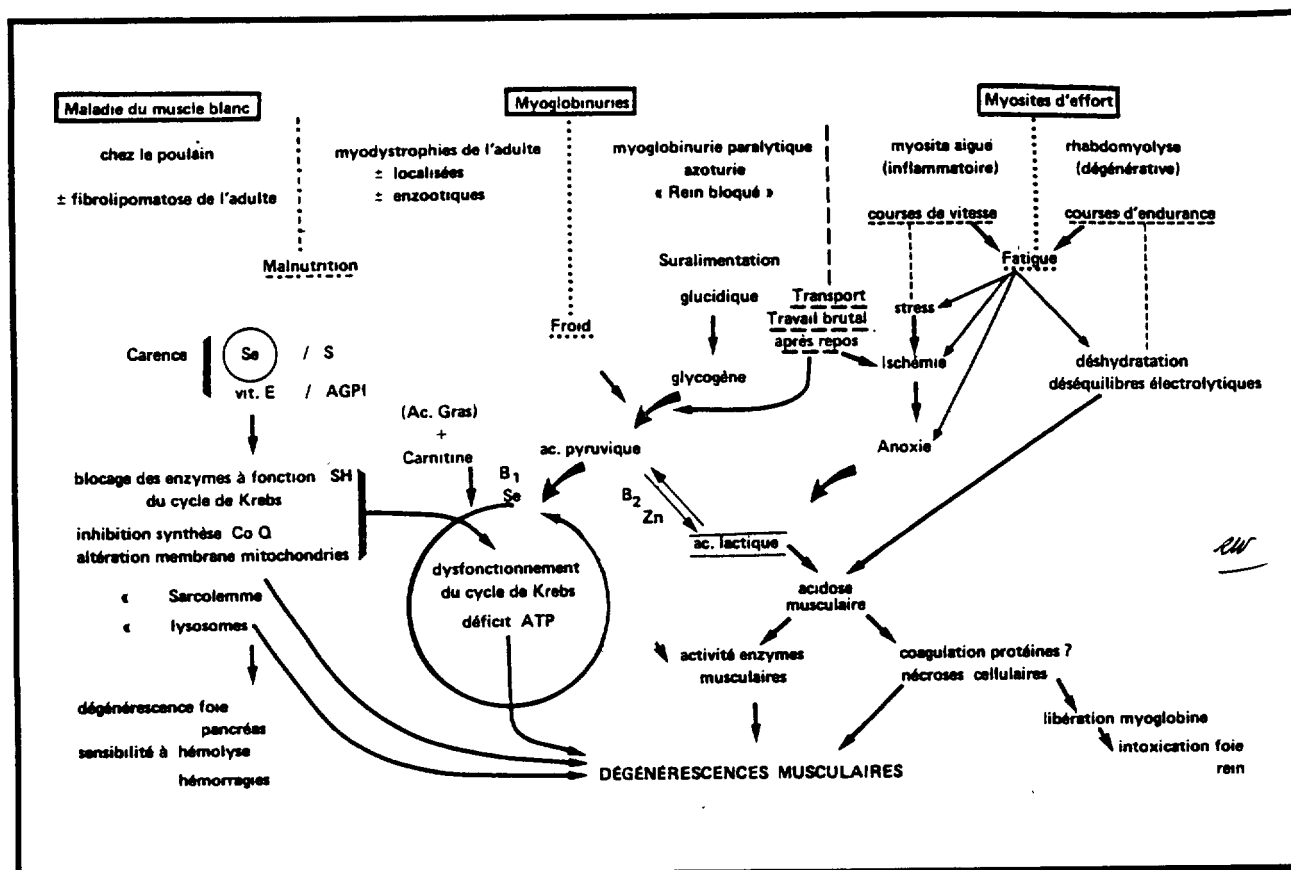 Maladie du muscle blanc
chez le poulain
± fibrolipomatose de l'adulte
Malnutrition
Carence
Se / S
vit. E / AGPI
blocage des enzymes à fonction SH
du cycle de Krebs
inhibition synthèse Co Q
altération membrane mitochondries
« Sarcolemme
« lysosomes
dégénérescence foie
pancréas
sensibilité à hémolyse
hémorragies
Myoglobinuries
myodystrophies de l'adulte
± localisées
± enzootiques
myoglobinurie paralytique
azoturie
« Rein bloqué »
Suralimentation
glucidique
glycogène
Froid
Transport
Travail brutal
après repos
(Ac. Gras)
+
Carnitine
ac. pyruvique
B1
Se
B2
Zn
ac. lactique
dysfonctionnement
du cycle de Krebs
déficit ATP
Myosites d'effort
myosite aiguë
(inflammatoire)
rhabdomyolyse
(dégénérative)
courses de vitesse
courses d'endurance
Fatigue
stress
Ischémie
Anoxie
déshydratation
déséquilibres électrolytiques
acidose
musculaire
activité enzymes
musculaires
coagulation protéines ?
nécroses cellulaires
libération myoglobine
intoxication foie
rein
DÉGÉNÉRESCENCES MUSCULAIRES